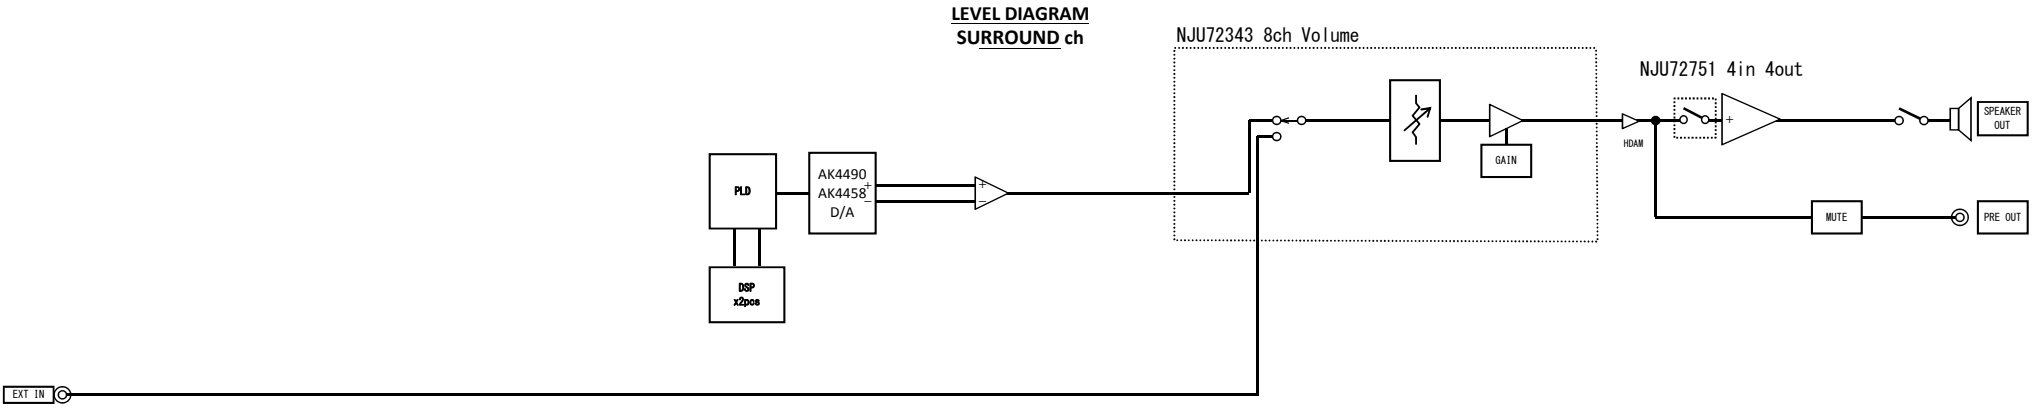 LEVEL DIAGRAM
SURROUND ch
NJU72343 8ch Volume
NJU72751 4in 4out
SPEAKER
OUT
HDAM
GAIN
+
PLD
AK4490
AK4458
D/A
+
−
+
−
MUTE
PRE OUT
DSP
x2pcs
EXT IN